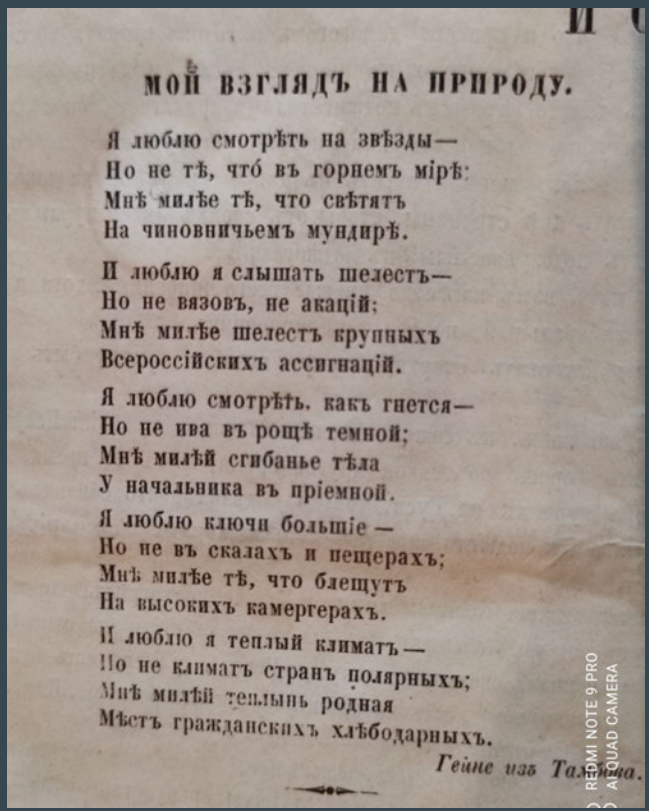 И
МОЙ ВЗГЛЯДЪ НА ПРИРОДУ.
Я люблю смотрѣть на звѣзды—
Но не тѣ, что́ въ горнемъ мірѣ:
Мнѣ милѣе тѣ, что свѣтятъ
На чиновничьемъ мундирѣ.
И люблю я слышать шелестъ—
Но не вязовъ, не акацій;
Мнѣ милѣе шелестъ крупныхъ
Всероссійскихъ ассигнацій.
Я люблю смотрѣть. какъ гнется—
Но не ива въ рощѣ темной;
Мнѣ милѣй сгибанье тѣла
У начальника въ пріемной.
Я люблю ключи большіе —
Но не въ скалахъ и пещерахъ;
Мнѣ милѣе тѣ, что блещутъ
На высокихъ камергерахъ.
И люблю я теплый климатъ—
Но не климатъ странъ полярныхъ;
Мнѣ милѣй теплынь родная
Мѣстъ гражданскихъ хлѣбодарныхъ.
Гейне изъ Тамбова.
REDMI NOTE 9 PRO
AI QUAD CAMERA